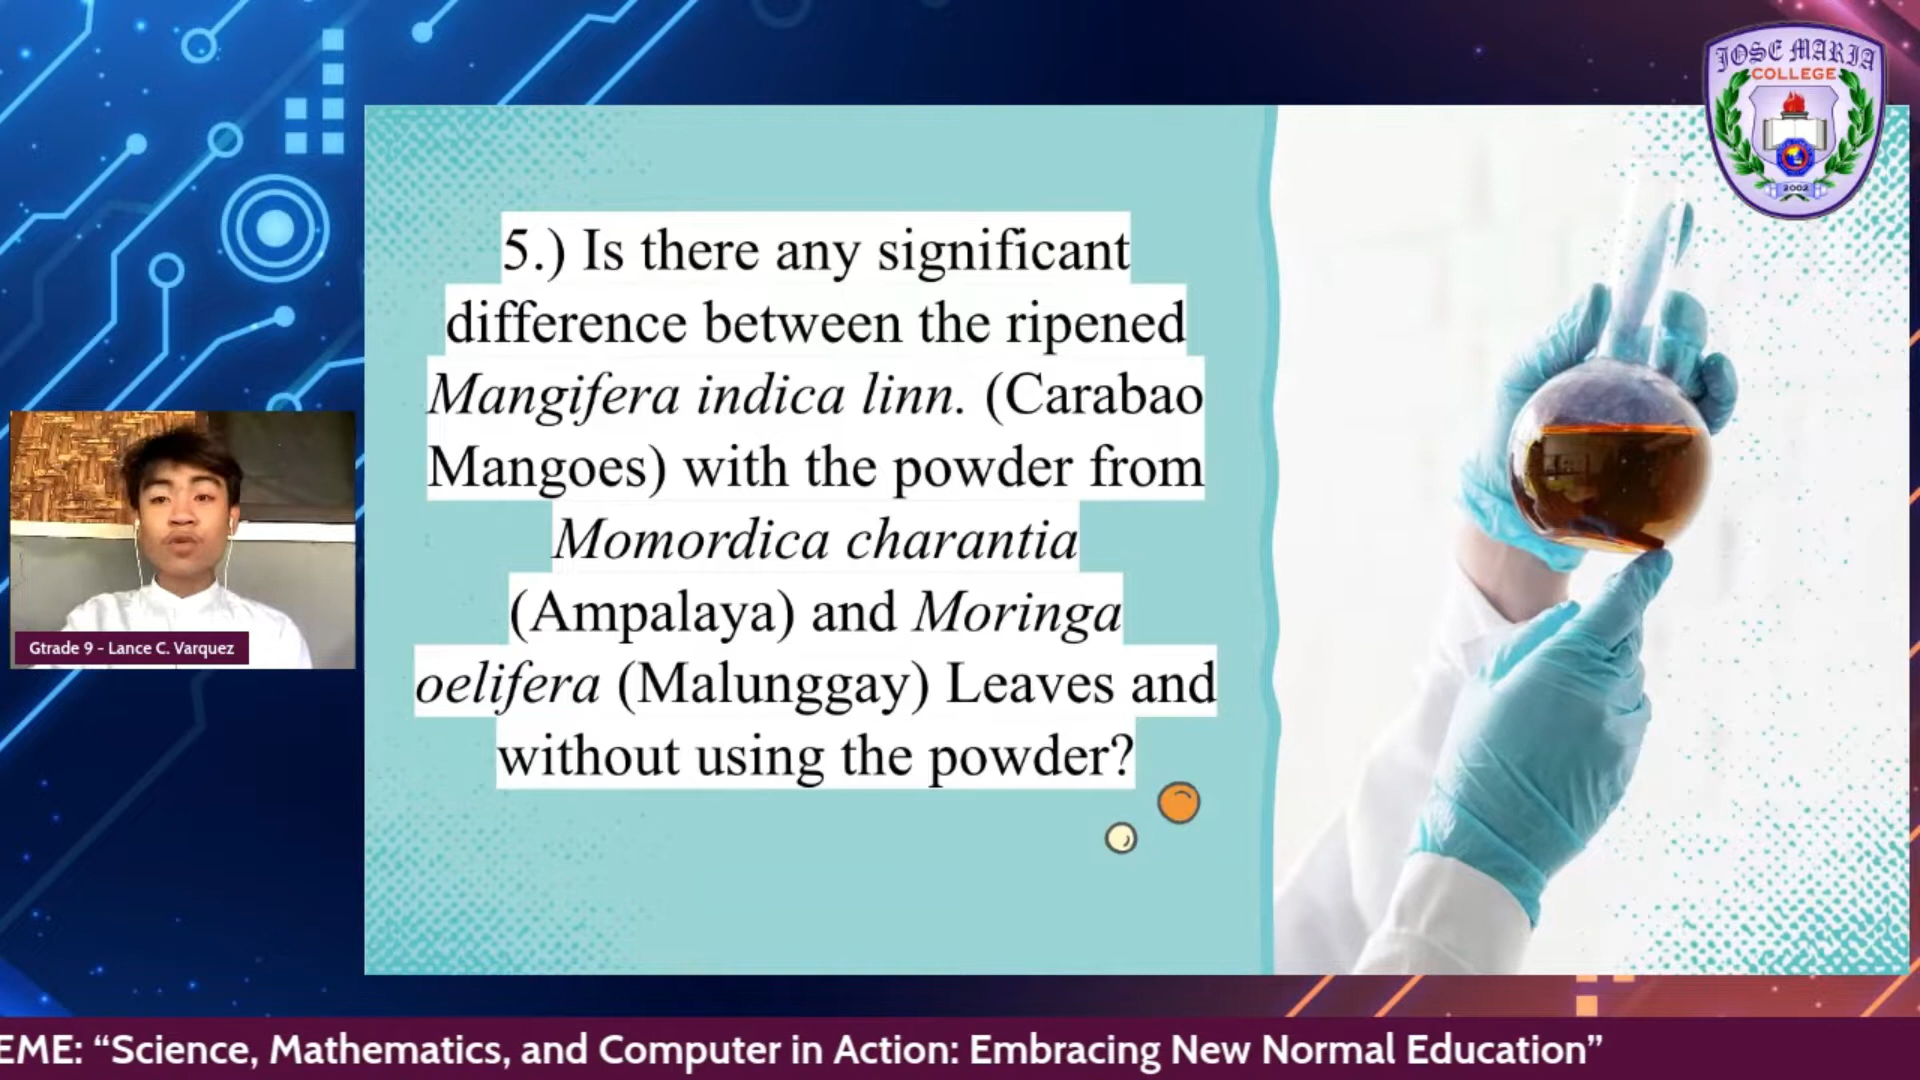 JOSE MARIA
COLLEGE
2002
5.) Is there any significant
difference between the ripened
Mangifera indica linn. (Carabao
Mangoes) with the powder from
Momordica charantia
(Ampalaya) and Moringa
oelifera (Malunggay) Leaves and
without using the powder?
Gtrade 9 - Lance C. Varquez
EME: “Science, Mathematics, and Computer in Action: Embracing New Normal Education”